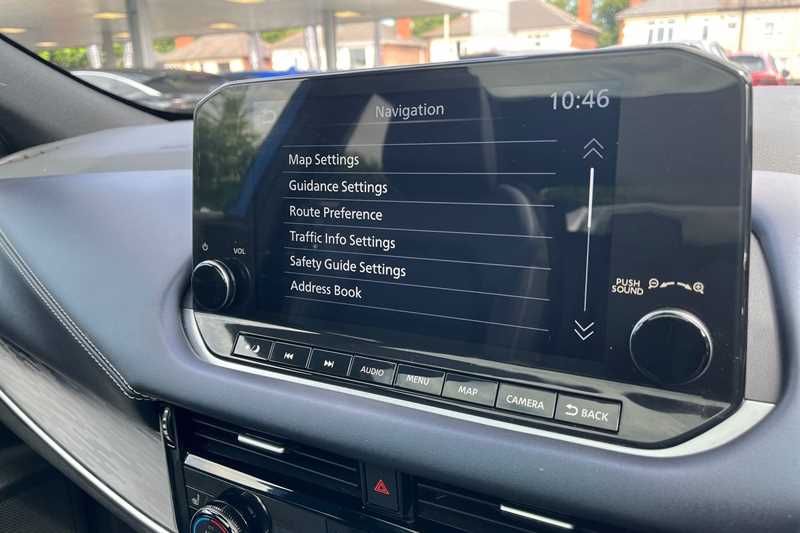 Navigation
10:46
Map Settings
Guidance Settings
Route Preference
Traffic Info Settings
Safety Guide Settings
Address Book
VOL
PUSH
SOUND
AUDIO
MENU
MAP
CAMERA
BACK